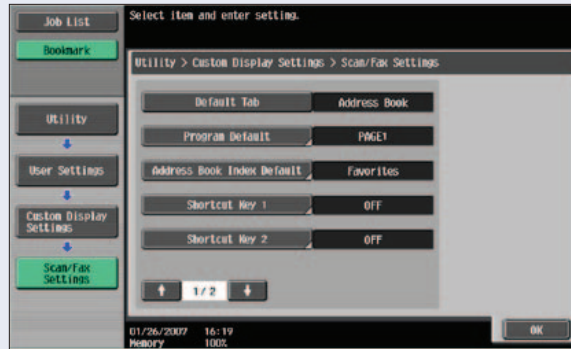 Job List
Select item and enter setting.
Bookmark
Utility > Custom Display Settings > Scan/Fax Settings
Default Tab
Address Book
Utility
Program Default
PAGE1
User Settings
Address Book Index Default
Favorites
Shortcut Key 1
OFF
Custom Display
Settings
Shortcut Key 2
OFF
Scan/Fax
Settings
1/2
01/26/2007 16:19
Memory 100%
OK